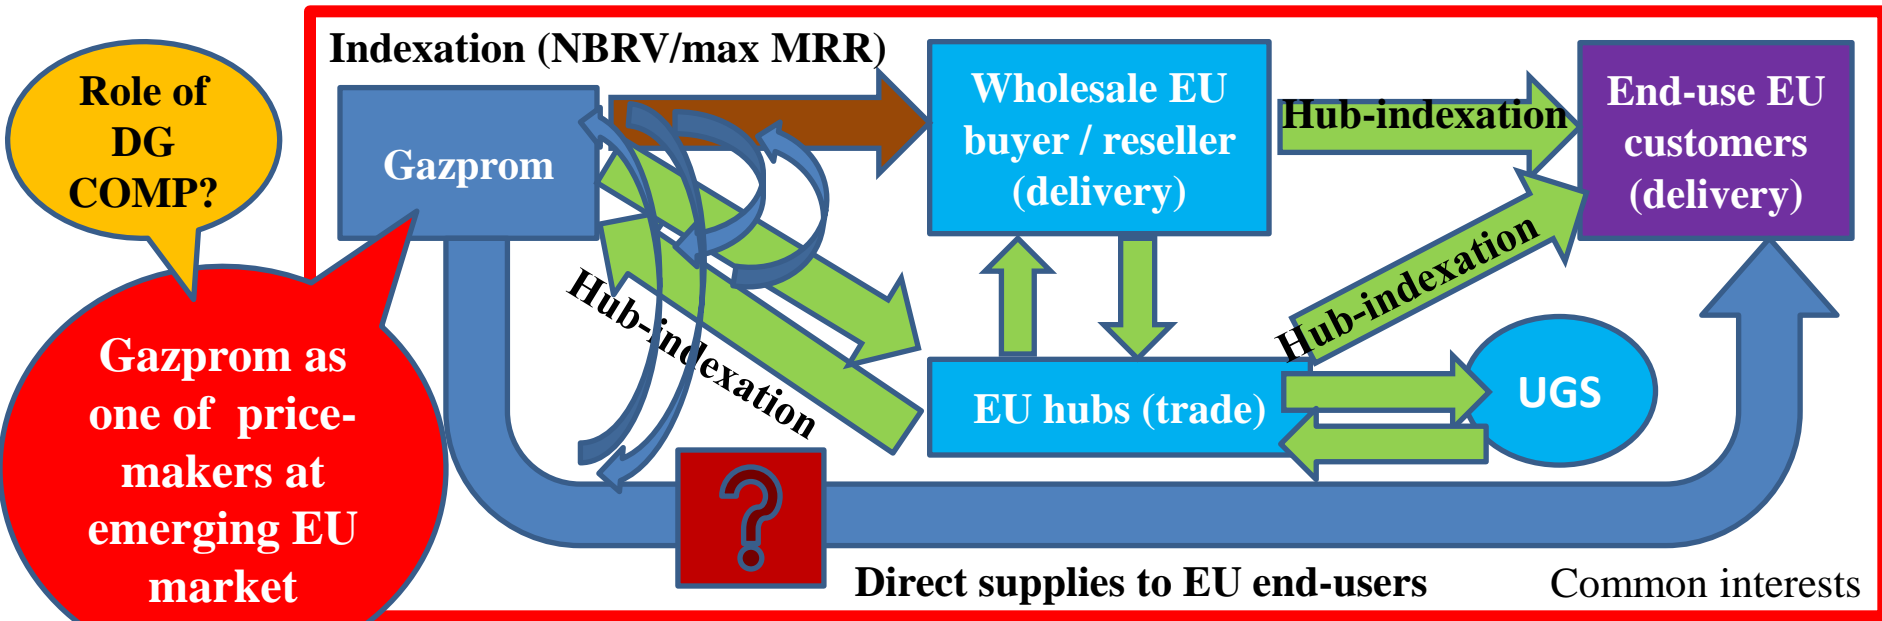 Indexation (NBRV/max MRR)
Role of
DG
COMP?
Gazprom
Wholesale EU
buyer / reseller
(delivery)
Hub-indexation
End-use EU
customers
(delivery)
Hub-indexation
Hub-indexation
Gazprom as
one of  price-
makers at
emerging EU
market
EU hubs (trade)
UGS
?
Direct supplies to EU end-users
Common interests